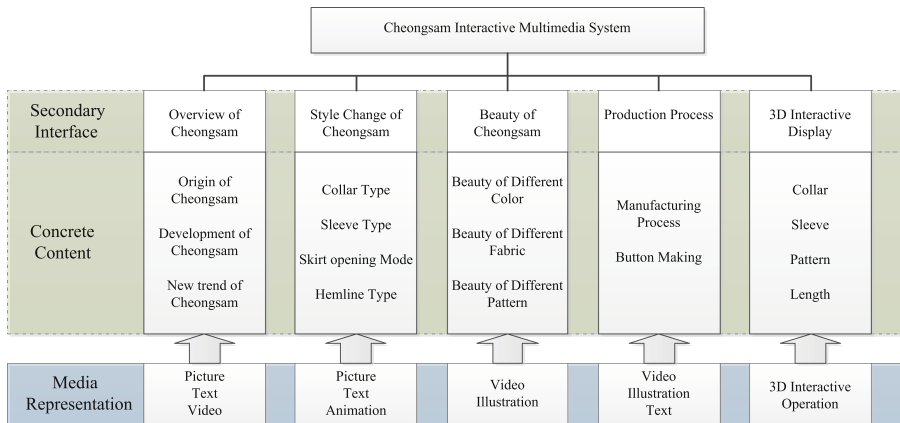 Cheongsam Interactive Multimedia System
Secondary
Interface
Overview of
Cheongsam
Style Change of
Cheongsam
Beauty of
Cheongsam
Production Process
3D Interactive
Display
Concrete
Content
Origin of
Cheongsam
Development of
Cheongsam
New trend of
Cheongsam
Collar Type
Sleeve Type
Skirt opening Mode
Hemline Type
Beauty of Different
Color
Beauty of Different
Fabric
Beauty of Different
Pattern
Manufacturing
Process
Button Making
Collar
Sleeve
Pattern
Length
Media
Representation
Picture
Text
Video
Picture
Text
Animation
Video
Illustration
Video
Illustration
Text
3D Interactive
Operation